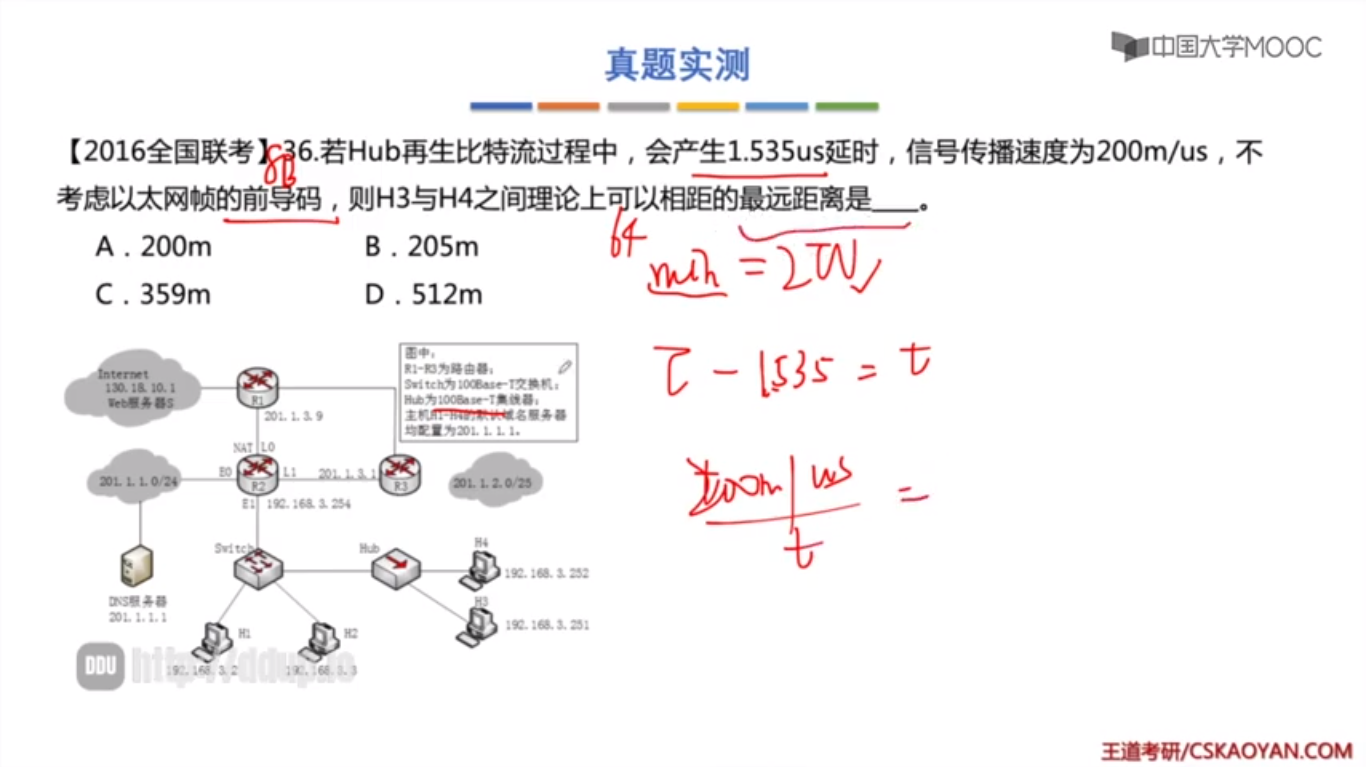 中国大学MOOC
真题实测
【2016全国联考】36.若Hub再生比特流过程中，会产生1.535us延时，信号传播速度为200m/us，不
8B
考虑以太网帧的前导码，则H3与H4之间理论上可以相距的最远距离是___。
A．200m B．205m
C．359m D．512m
64
min = 2τW
τ - 1.535 = t
200m/us
t
=
Internet
130.18.10.1
Web服务器S
R1
201.1.3.9
图中：
R1-R3为路由器；
Switch为100Base-T交换机；
Hub为100Base-T集线器；
主机H1-H4的默认域名服务器
均配置为201.1.1.1。
NAT L0
201.1.1.0/24
E0
R2
L1
201.1.3.1
R3
201.1.2.0/25
E1
192.168.3.254
Switch
Hub
H4
192.168.3.252
H3
192.168.3.251
DNS服务器
201.1.1.1
H1
192.168.3.2
H2
192.168.3.3
DDU
http://ddup.io
王道考研/CSKAOYAN.COM